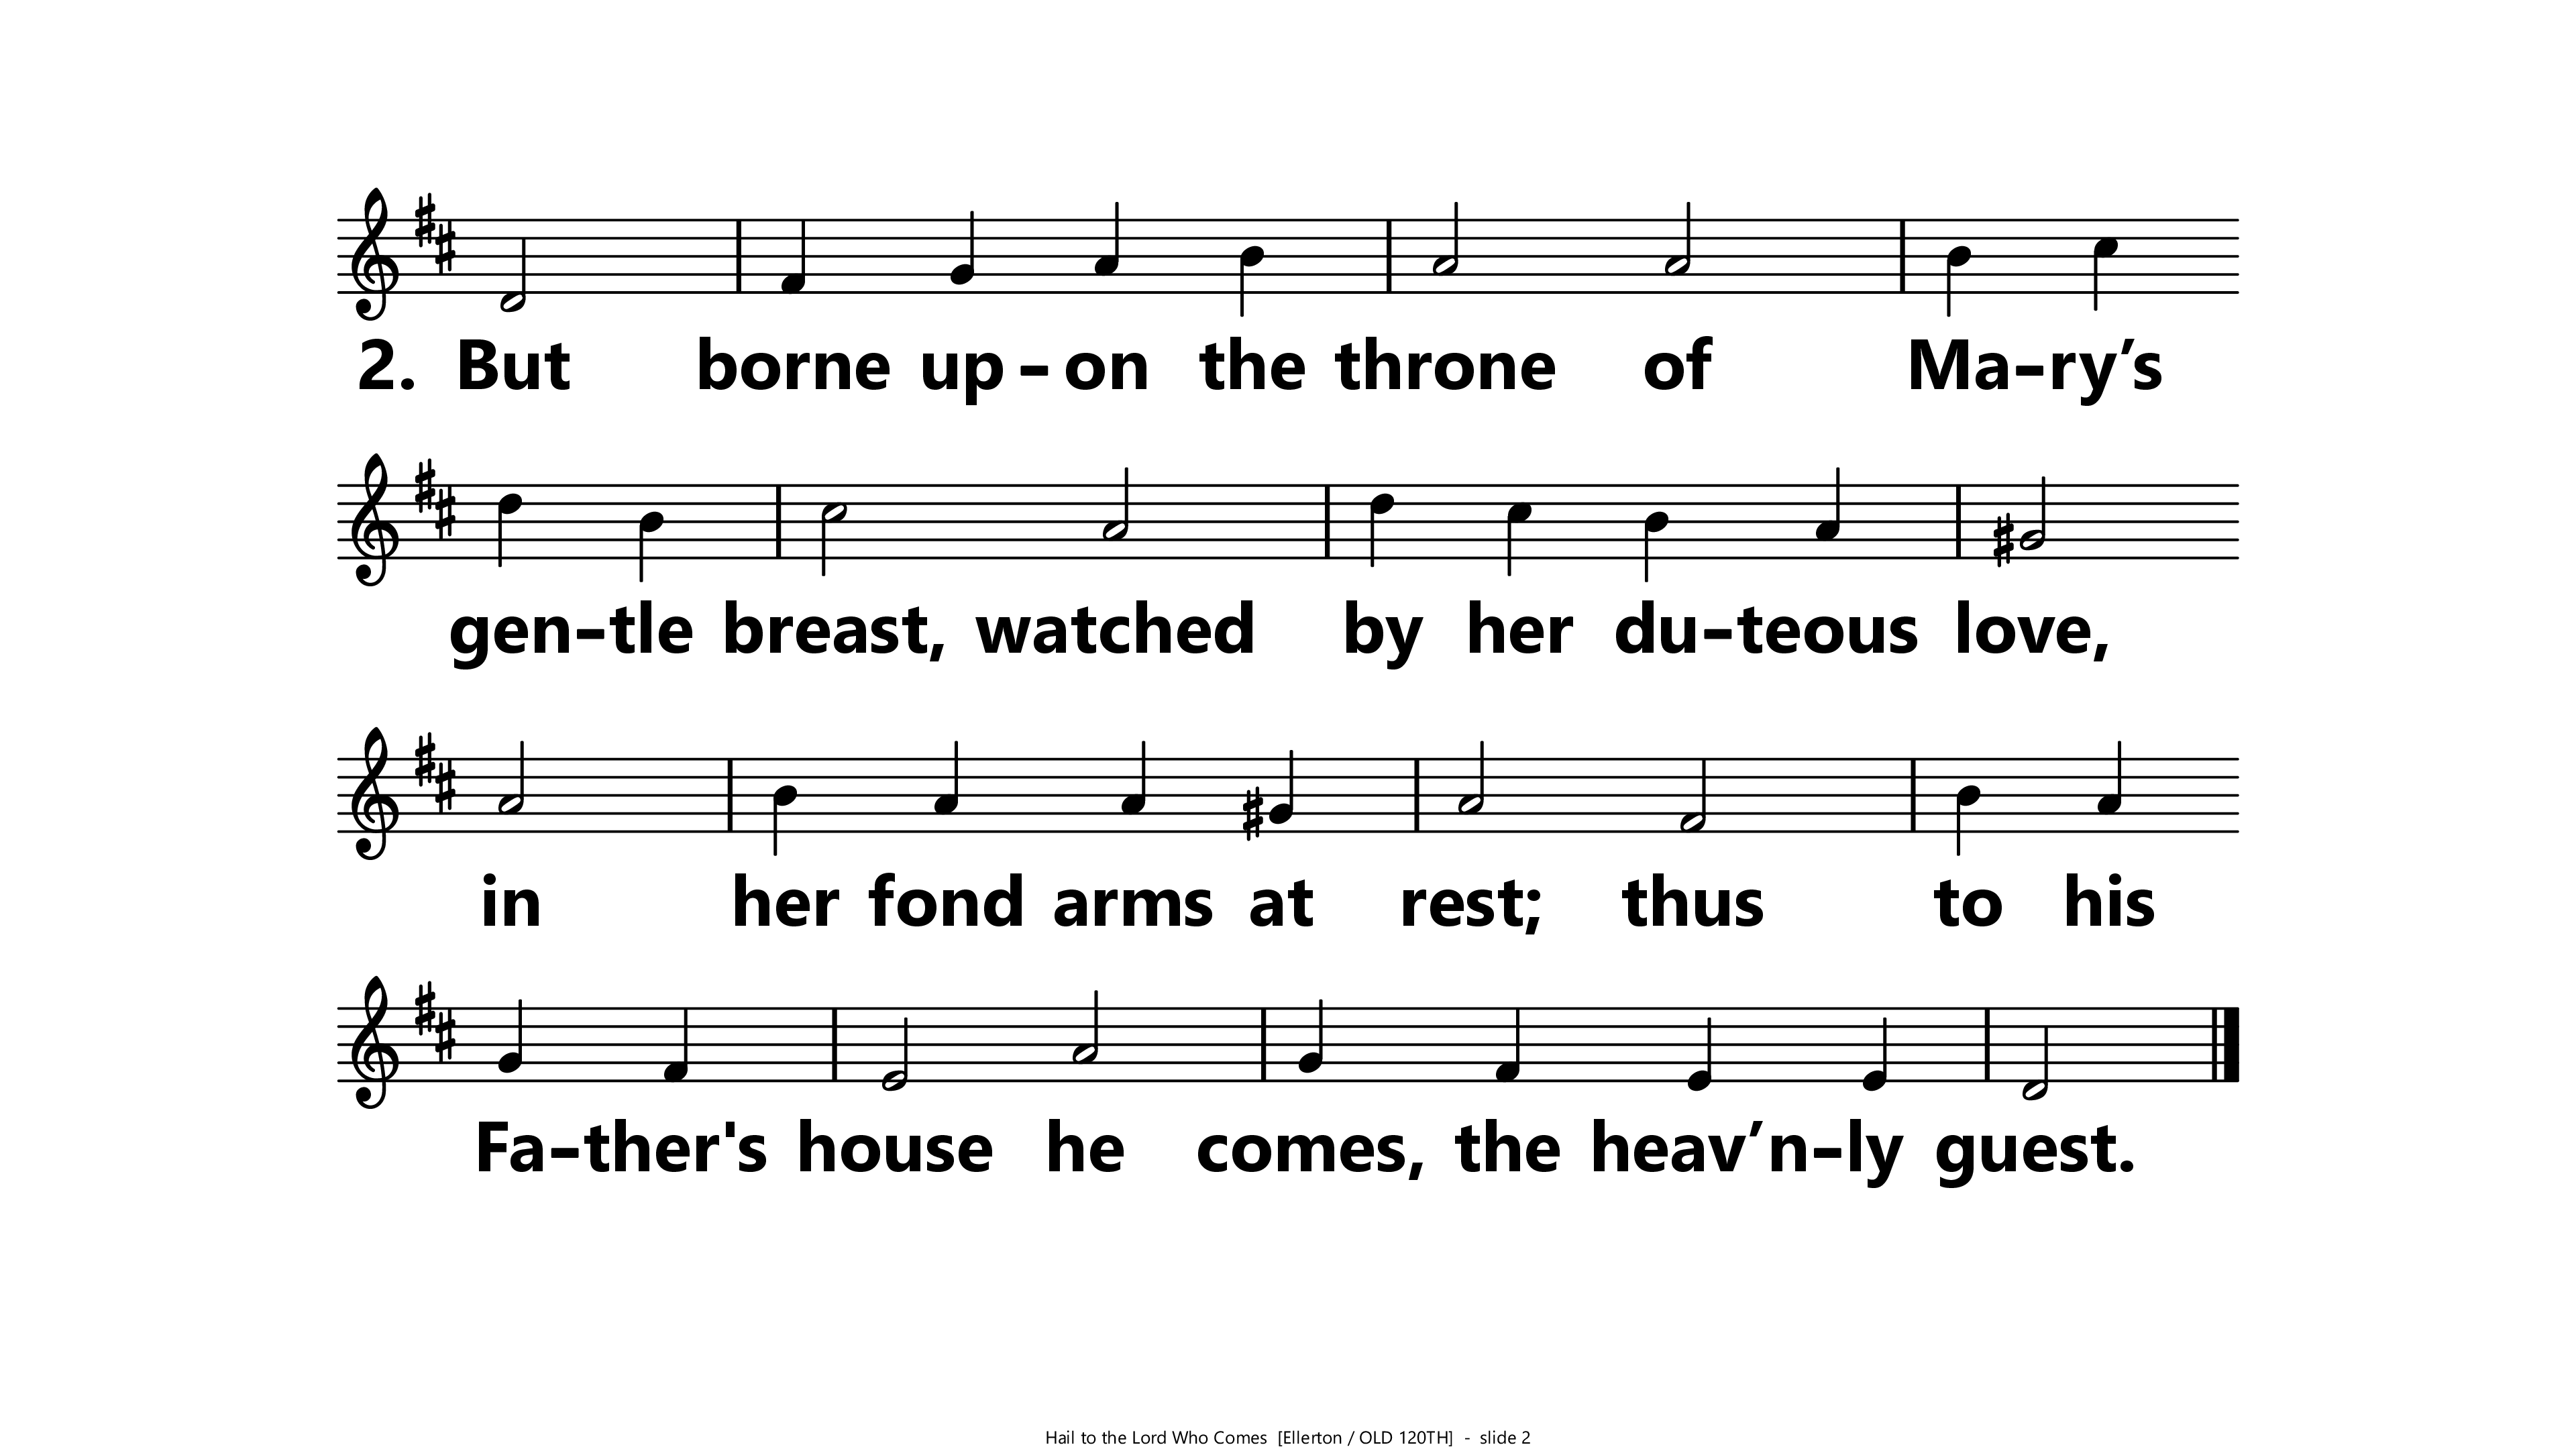 2. But borne up-on the throne of Ma-ry’s
gen-tle breast, watched by her du-teous love,
in her fond arms at rest; thus to his
Fa-ther's house he comes, the heav’n-ly guest.
Hail to the Lord Who Comes [Ellerton / OLD 120TH] - slide 2